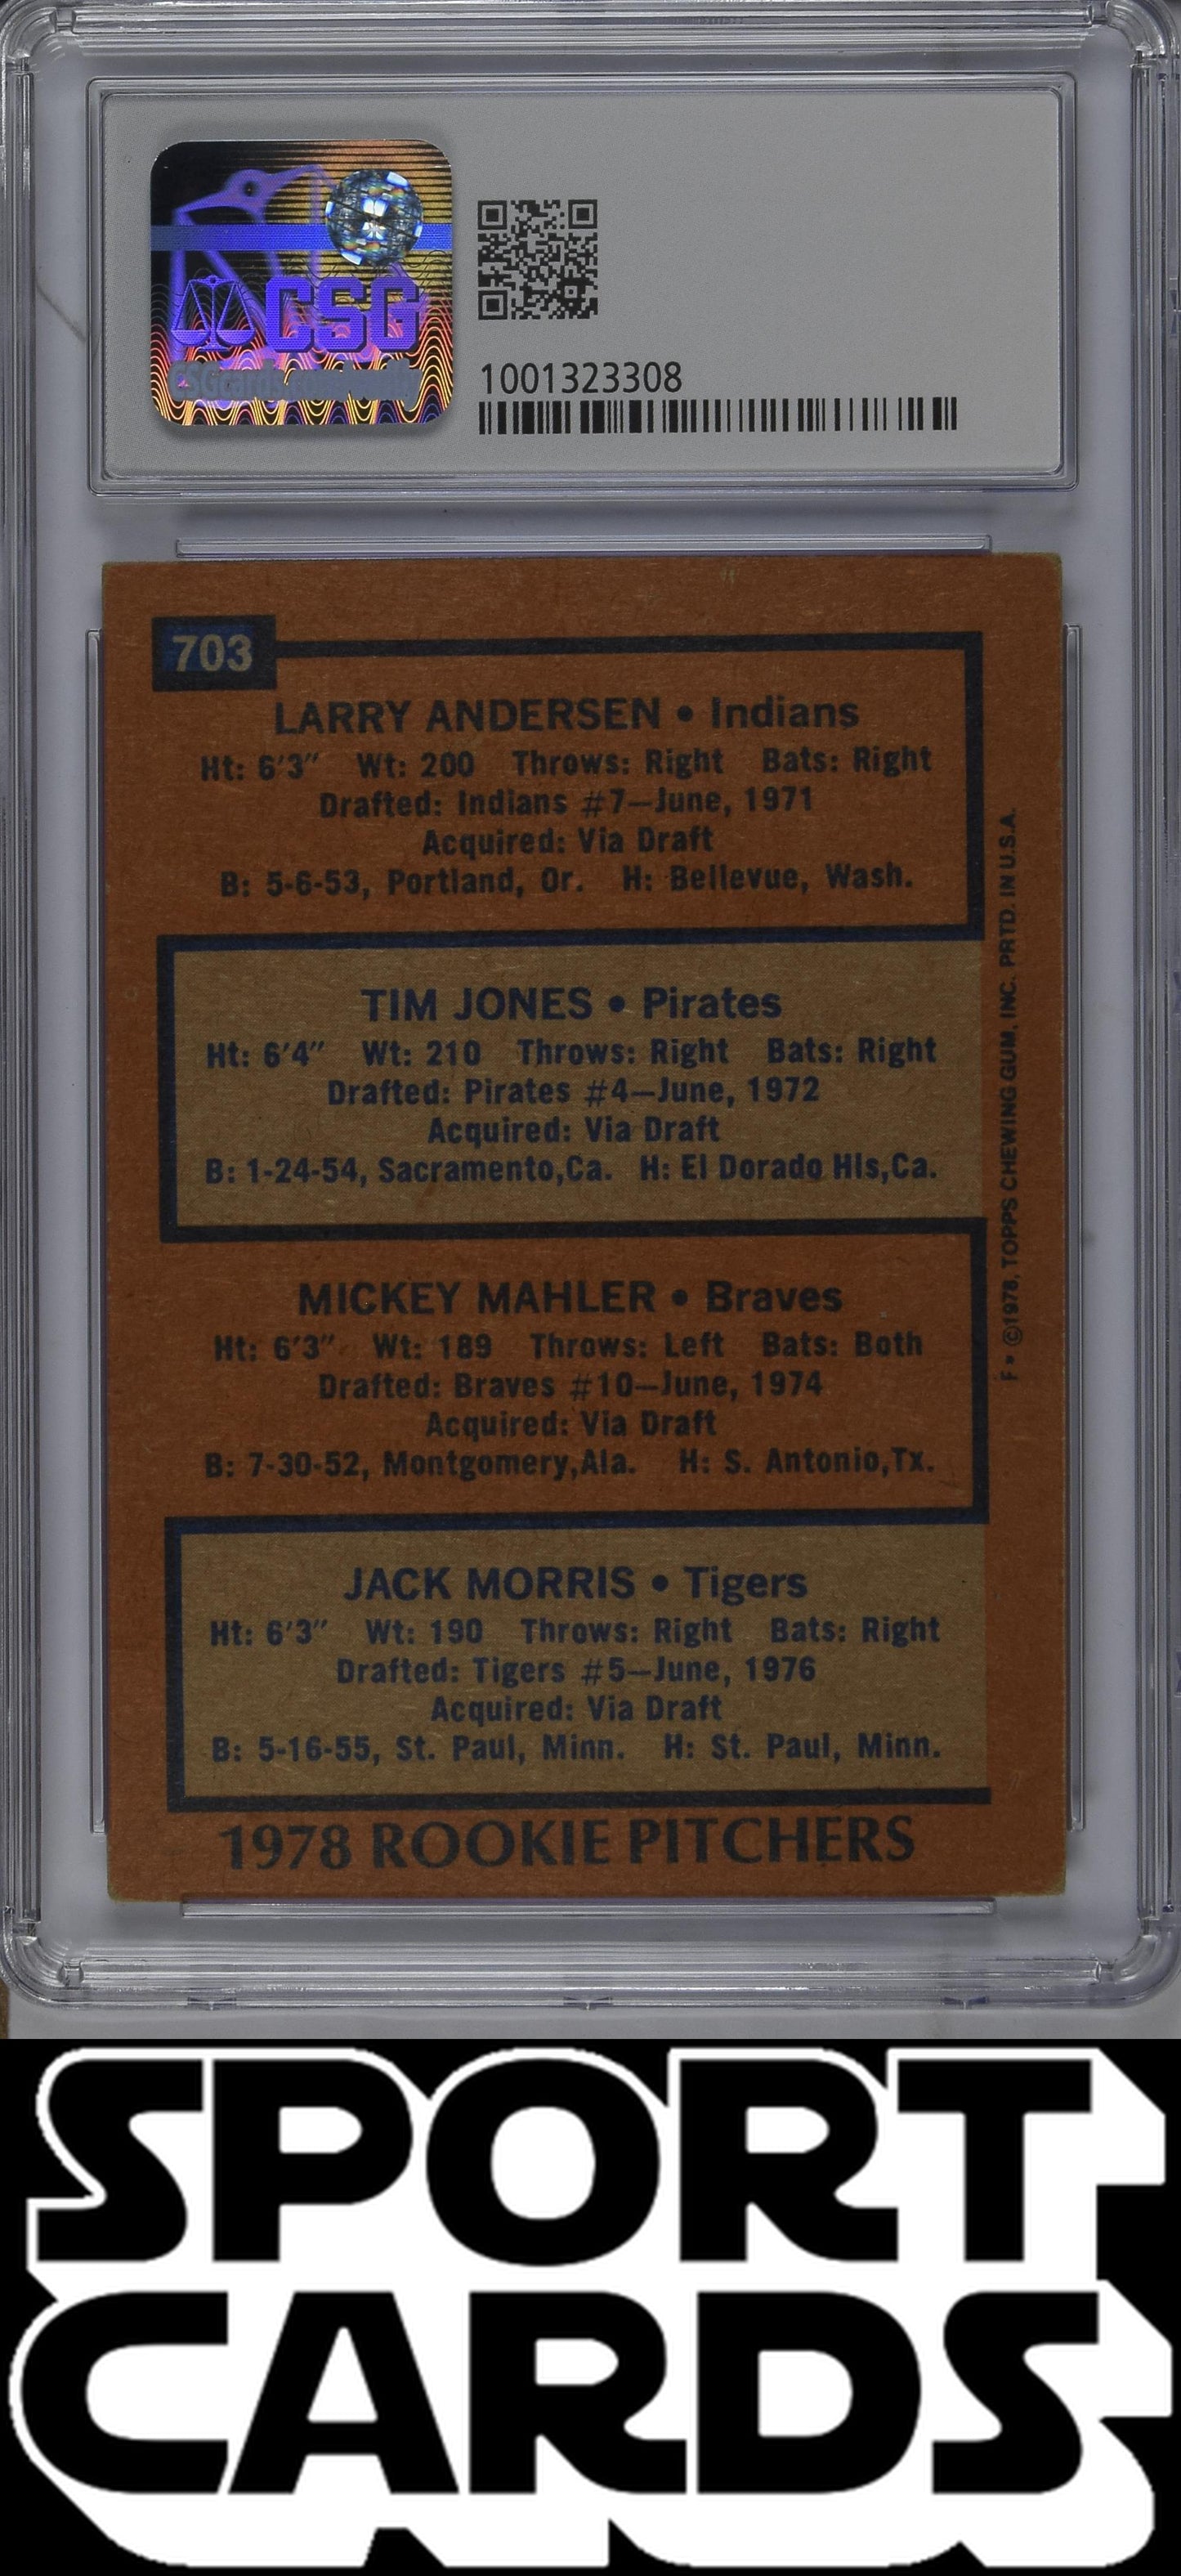 CSG
CSGcards.com/verify
1001323308
703
LARRY ANDERSEN • Indians
Ht: 6'3" Wt: 200 Throws: Right Bats: Right
Drafted: Indians #7—June, 1971
Acquired: Via Draft
B: 5-6-53, Portland, Or. H: Bellevue, Wash.
TIM JONES • Pirates
Ht: 6'4" Wt: 210 Throws: Right Bats: Right
Drafted: Pirates #4—June, 1972
Acquired: Via Draft
B: 1-24-54, Sacramento,Ca. H: El Dorado Hls,Ca.
MICKEY MAHLER • Braves
Ht: 6'3" Wt: 189 Throws: Left Bats: Both
Drafted: Braves #10—June, 1974
Acquired: Via Draft
B: 7-30-52, Montgomery,Ala. H: S. Antonio,Tx.
JACK MORRIS • Tigers
Ht: 6'3" Wt: 190 Throws: Right Bats: Right
Drafted: Tigers #5—June, 1976
Acquired: Via Draft
B: 5-16-55, St. Paul, Minn. H: St. Paul, Minn.
1978 ROOKIE PITCHERS
F* ©1978, TOPPS CHEWING GUM, INC. PRTD. IN U.S.A.
SPORT
CARDS